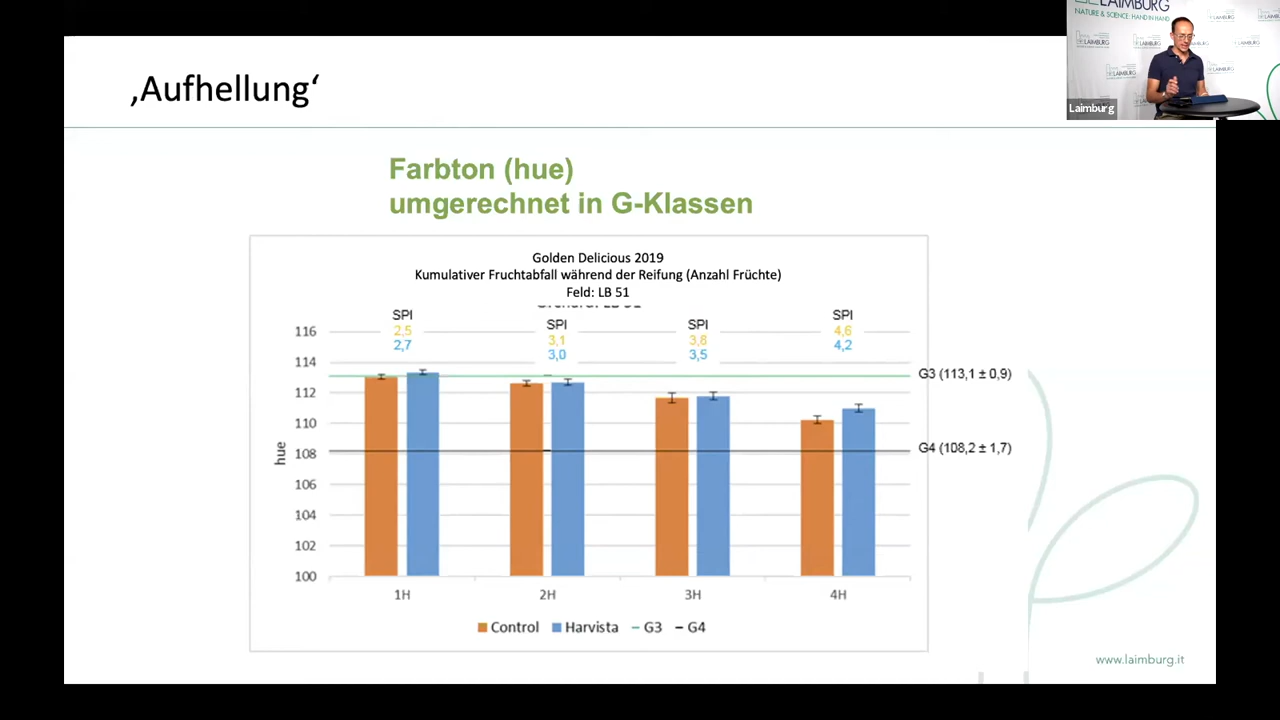 ‚Aufhellung‘
LAIMBURG
NATURE & SCIENCE: HAND IN HAND
LAIMBURG
LAIMBURG
LAIMBURG
Laimburg
Farbton (hue)
umgerechnet in G-Klassen
Golden Delicious 2019
Kumulativer Fruchtabfall während der Reifung (Anzahl Früchte)
Feld: LB 51
SPI SPI SPI SPI
2,5 3,1 3,8 4,6
2,7 3,0 3,5 4,2
116
114
112
110
108
106
104
102
100
hue
G3 (113,1 ± 0,9)
G4 (108,2 ± 1,7)
1H 2H 3H 4H
Control Harvista G3 G4
www.laimburg.it